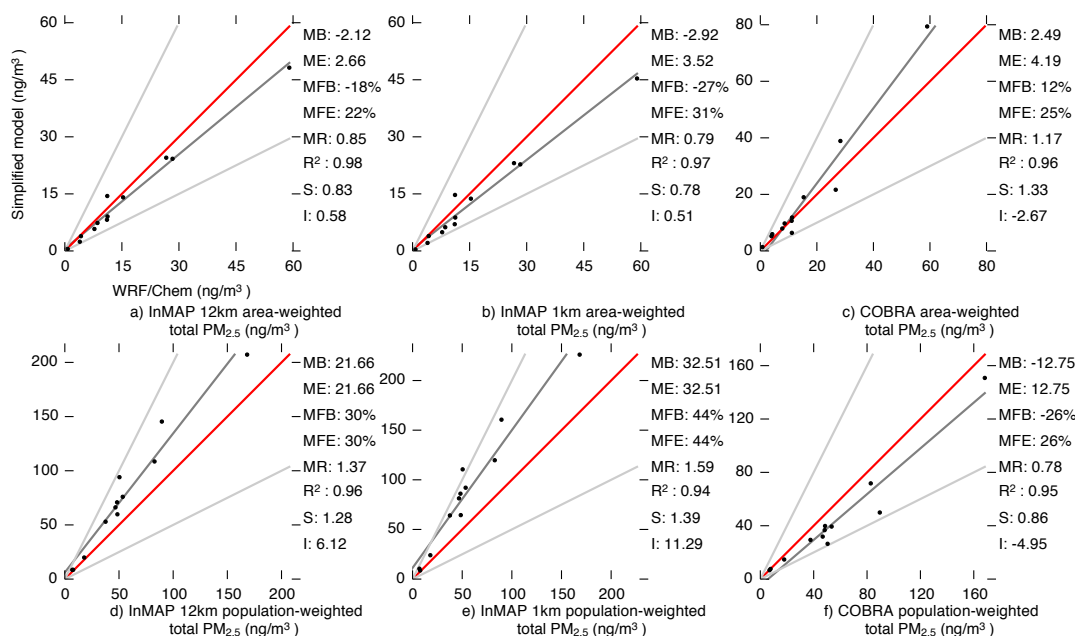 60
45
30
15
0
Simplified model (ng/m³)
0 15 30 45 60
WRF/Chem (ng/m³)
MB: -2.12
ME: 2.66
MFB: -18%
MFE: 22%
MR: 0.85
R² : 0.98
S: 0.83
I: 0.58
a) InMAP 12km area-weighted
total PM₂.₅ (ng/m³)
60
45
30
15
0
0 15 30 45 60
MB: -2.92
ME: 3.52
MFB: -27%
MFE: 31%
MR: 0.79
R² : 0.97
S: 0.78
I: 0.51
b) InMAP 1km area-weighted
total PM₂.₅ (ng/m³)
80
60
40
20
0
0 20 40 60 80
MB: 2.49
ME: 4.19
MFB: 12%
MFE: 25%
MR: 1.17
R² : 0.96
S: 1.33
I: -2.67
c) COBRA area-weighted
total PM₂.₅ (ng/m³)
200
150
100
50
0
0 50 100 150 200
MB: 21.66
ME: 21.66
MFB: 30%
MFE: 30%
MR: 1.37
R² : 0.96
S: 1.28
I: 6.12
d) InMAP 12km population-weighted
total PM₂.₅ (ng/m³)
200
150
100
50
0
0 50 100 150 200
MB: 32.51
ME: 32.51
MFB: 44%
MFE: 44%
MR: 1.59
R² : 0.94
S: 1.39
I: 11.29
e) InMAP 1km population-weighted
total PM₂.₅ (ng/m³)
160
120
80
40
0
0 40 80 120 160
MB: -12.75
ME: 12.75
MFB: -26%
MFE: 26%
MR: 0.78
R² : 0.95
S: 0.86
I: -4.95
f) COBRA population-weighted
total PM₂.₅ (ng/m³)